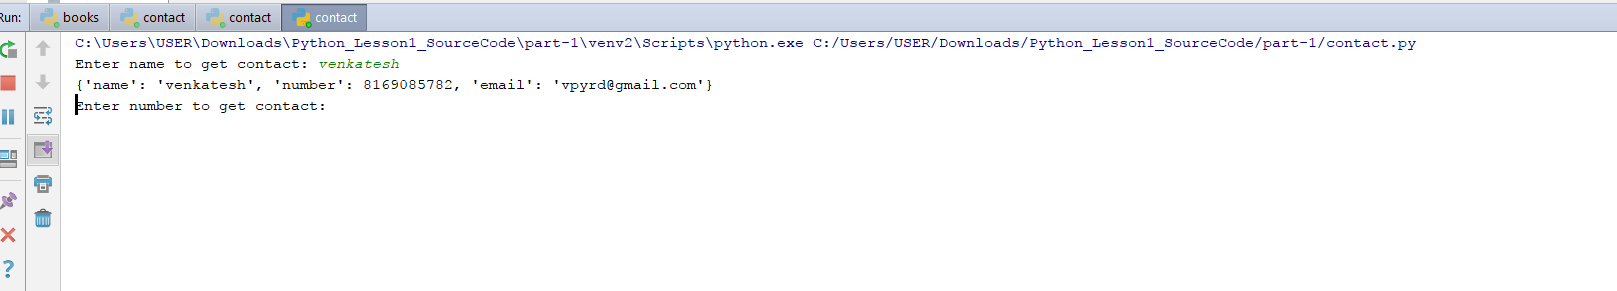 Run: books contact contact contact
C:\Users\USER\Downloads\Python_Lesson1_SourceCode\part-1\venv2\Scripts\python.exe C:/Users/USER/Downloads/Python_Lesson1_SourceCode/part-1/contact.py
Enter name to get contact: venkatesh
{'name': 'venkatesh', 'number': 8169085782, 'email': 'vpyrd@gmail.com'}
Enter number to get contact: